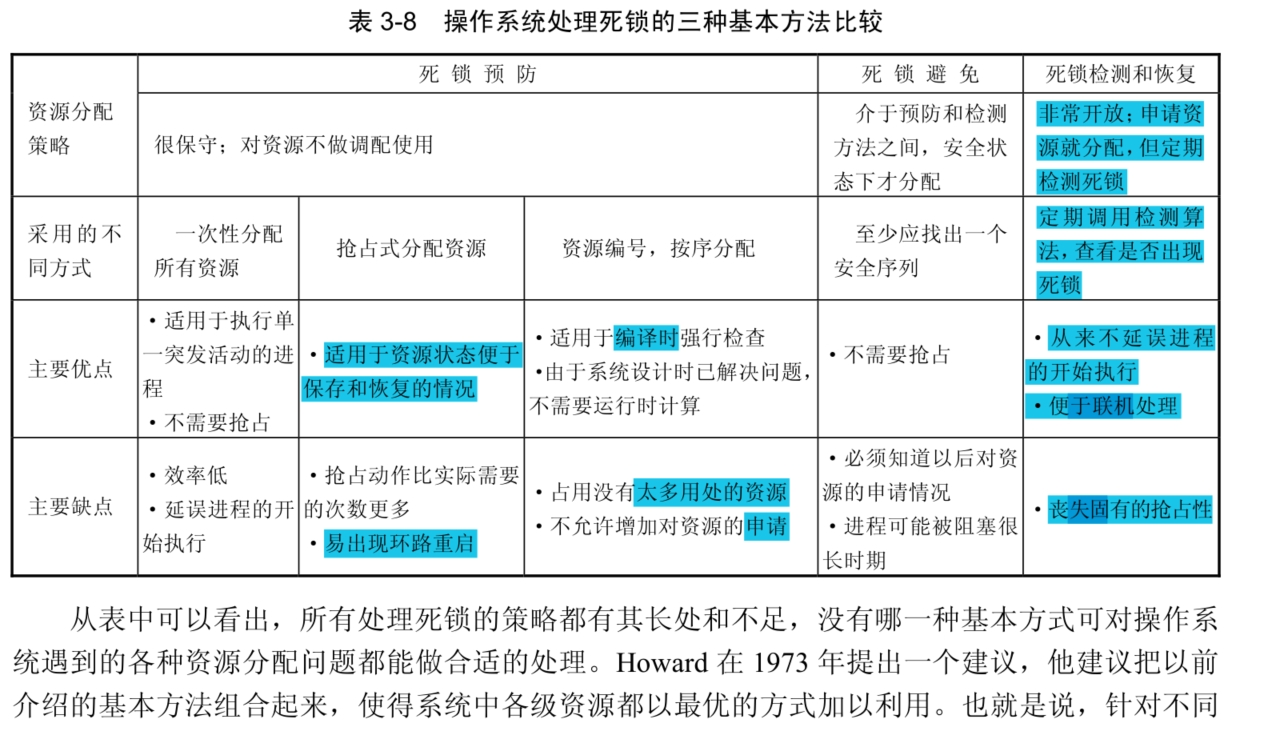 表 3-8 操作系统处理死锁的三种基本方法比较
资源分配
策略
死 锁 预 防
死 锁 避 免
死锁检测和恢复
很保守；对资源不做调配使用
介于预防和检测
方法之间，安全状
态下才分配
非常开放；申请资
源就分配，但定期
检测死锁
采用的不
同方式
一次性分配
所有资源
抢占式分配资源
资源编号，按序分配
至少应找出一个
安全序列
定期调用检测算
法，查看是否出现
死锁
主要优点
·适用于执行单
一突发活动的进
程
·不需要抢占
·适用于资源状态便于
保存和恢复的情况
·适用于编译时强行检查
·由于系统设计时已解决问题，
不需要运行时计算
·不需要抢占
·从来不延误进程
的开始执行
·便于联机处理
主要缺点
·效率低
·延误进程的开
始执行
·抢占动作比实际需要
的次数更多
·易出现环路重启
·占用没有太多用处的资源
·不允许增加对资源的申请
·必须知道以后对资
源的申请情况
·进程可能被阻塞很
长时期
·丧失固有的抢占性
从表中可以看出，所有处理死锁的策略都有其长处和不足，没有哪一种基本方式可对操作系
统遇到的各种资源分配问题都能做合适的处理。Howard 在 1973 年提出一个建议，他建议把以前
介绍的基本方法组合起来，使得系统中各级资源都以最优的方式加以利用。也就是说，针对不同